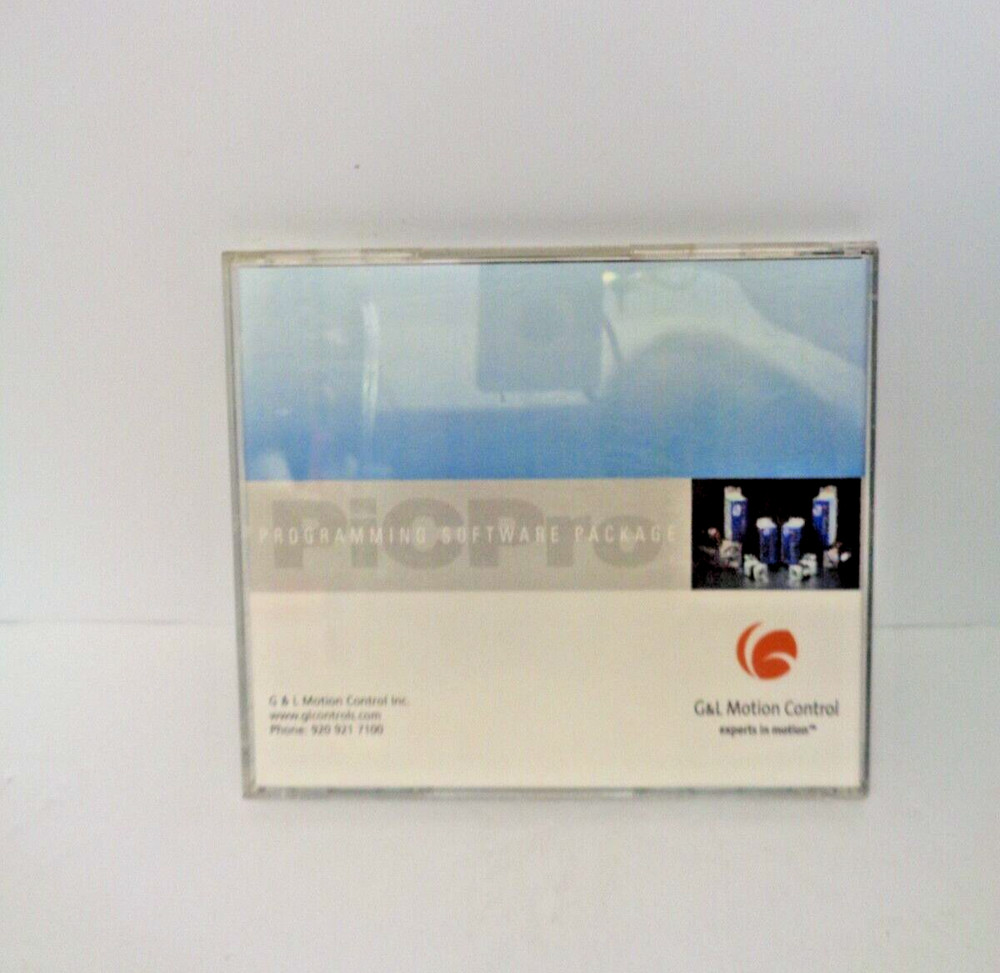 PiCPro
PROGRAMMING SOFTWARE PACKAGE
G & L Motion Control Inc.
www.glcontrols.com
Phone: 920 921 7100
G&L Motion Control
experts in motion™